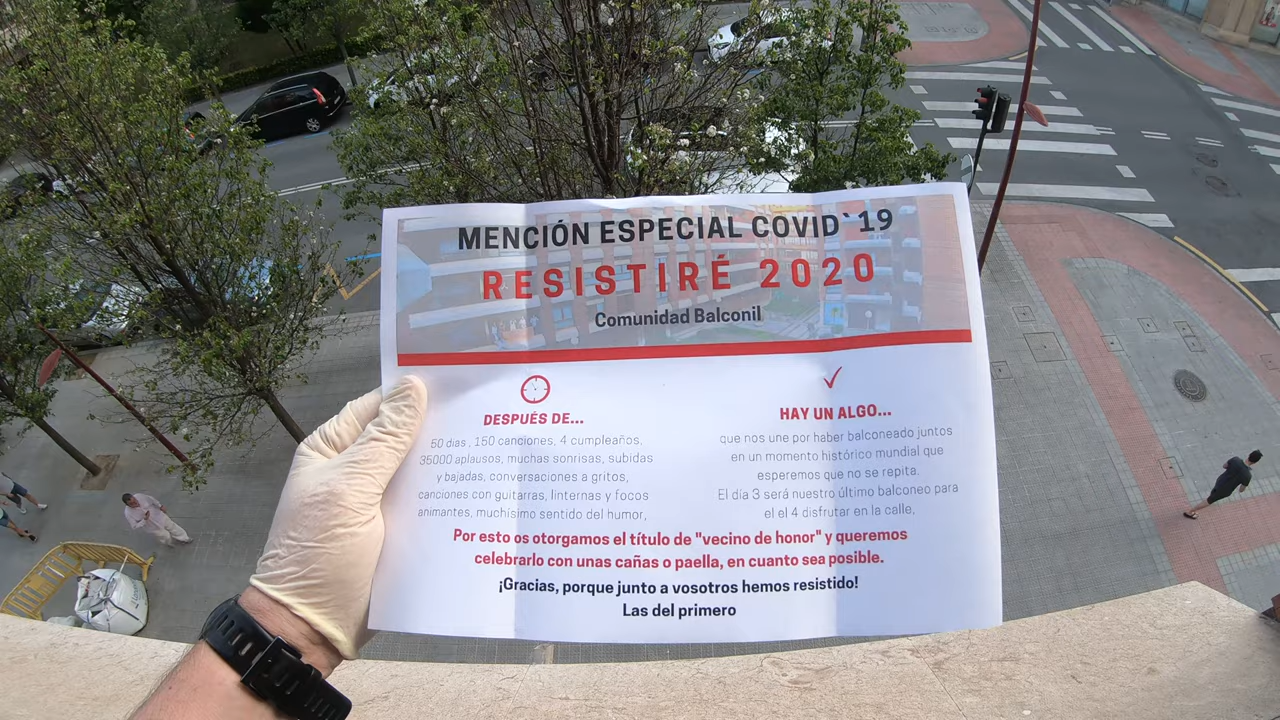 MENCIÓN ESPECIAL COVID`19
RESISTIRÉ 2020
Comunidad Balconil
DESPUÉS DE...
50 dias , 150 canciones, 4 cumpleaños,
35000 aplausos, muchas sonrisas, subidas
y bajadas, conversaciones a gritos,
canciones con guitarras, linternas y focos
animantes, muchísimo sentido del humor,
HAY UN ALGO...
que nos une por haber balconeado juntos
en un momento histórico mundial que
esperemos que no se repita.
El día 3 será nuestro último balconeo para
el el 4 disfrutar en la calle,
Por esto os otorgamos el título de "vecino de honor" y queremos
celebrarlo con unas cañas o paella, en cuanto sea posible.
¡Gracias, porque junto a vosotros hemos resistido!
Las del primero